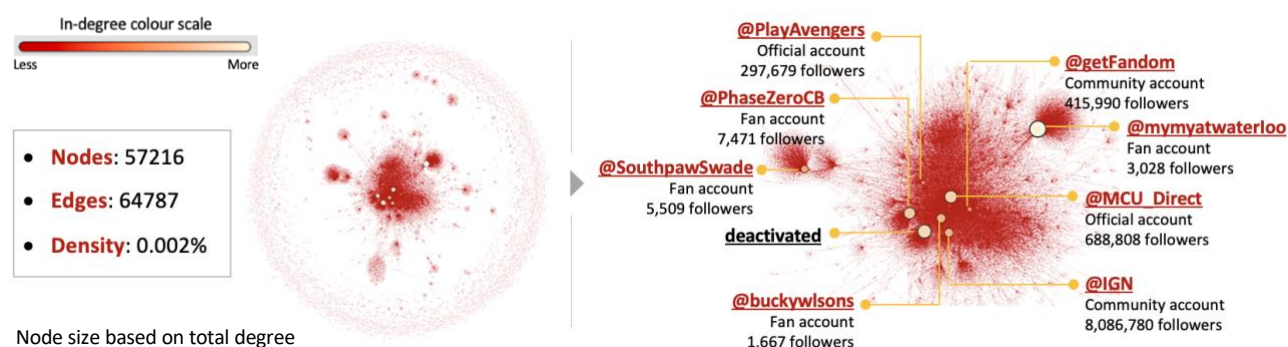 In-degree colour scale
Less
More
• Nodes: 57216
• Edges: 64787
• Density: 0.002%
Node size based on total degree
@PlayAvengers
Official account
297,679 followers
@PhaseZeroCB
Fan account
7,471 followers
@SouthpawSwade
Fan account
5,509 followers
deactivated
@buckywlsons
Fan account
1,667 followers
@getFandom
Community account
415,990 followers
@mymyatwaterloo
Fan account
3,028 followers
@MCU_Direct
Official account
688,808 followers
@IGN
Community account
8,086,780 followers